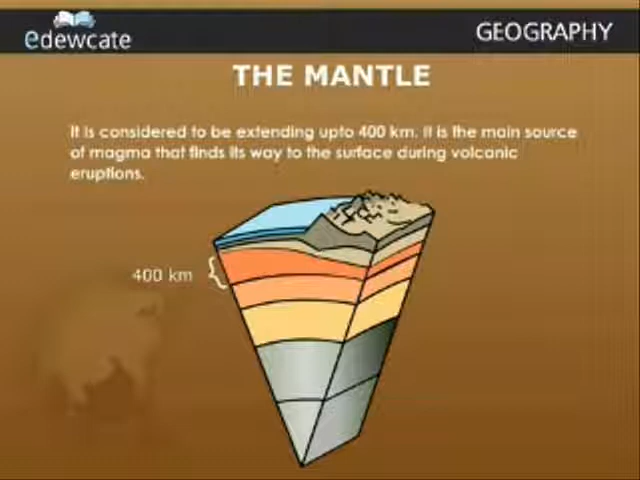 edewcate
GEOGRAPHY
THE MANTLE
It is considered to be extending upto 400 km. It is the main source
of magma that finds its way to the surface during volcanic
eruptions.
400 km